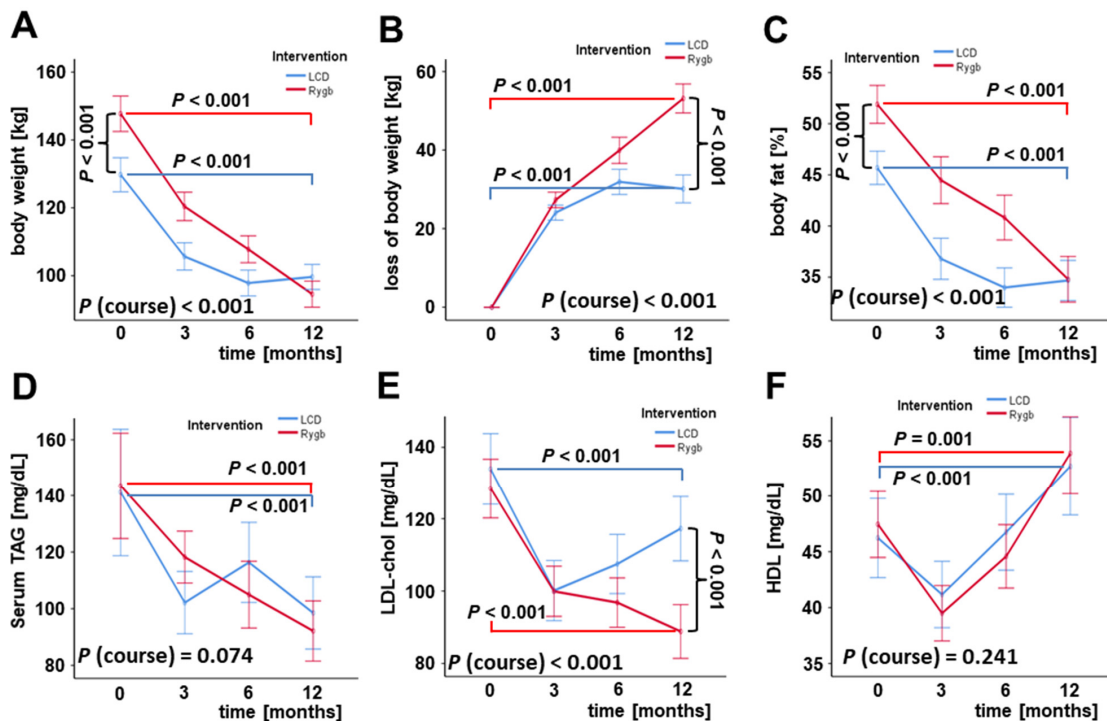 A
Intervention
LCD
Rygb
body weight [kg]
160
140
120
100
P < 0.001
P < 0.001
P < 0.001
P (course) < 0.001
0 3 6 12
time [months]
B
Intervention
LCD
Rygb
loss of body weight [kg]
60
40
20
0
P < 0.001
P < 0.001
P < 0.001
P (course) < 0.001
0 3 6 12
time [months]
C
Intervention
LCD
Rygb
body fat [%]
55
50
45
40
35
P < 0.001
P < 0.001
P < 0.001
P (course) < 0.001
0 3 6 12
time [months]
D
Intervention
LCD
Rygb
Serum TAG [mg/dL]
160
140
120
100
80
P < 0.001
P < 0.001
P (course) = 0.074
0 3 6 12
time [months]
E
Intervention
LCD
Rygb
LDL-chol [mg/dL]
140
120
100
80
P < 0.001
P < 0.001
P < 0.001
P (course) < 0.001
0 3 6 12
time [months]
F
Intervention
LCD
Rygb
HDL [mg/dL]
55
50
45
40
35
P = 0.001
P < 0.001
P (course) = 0.241
0 3 6 12
time [months]